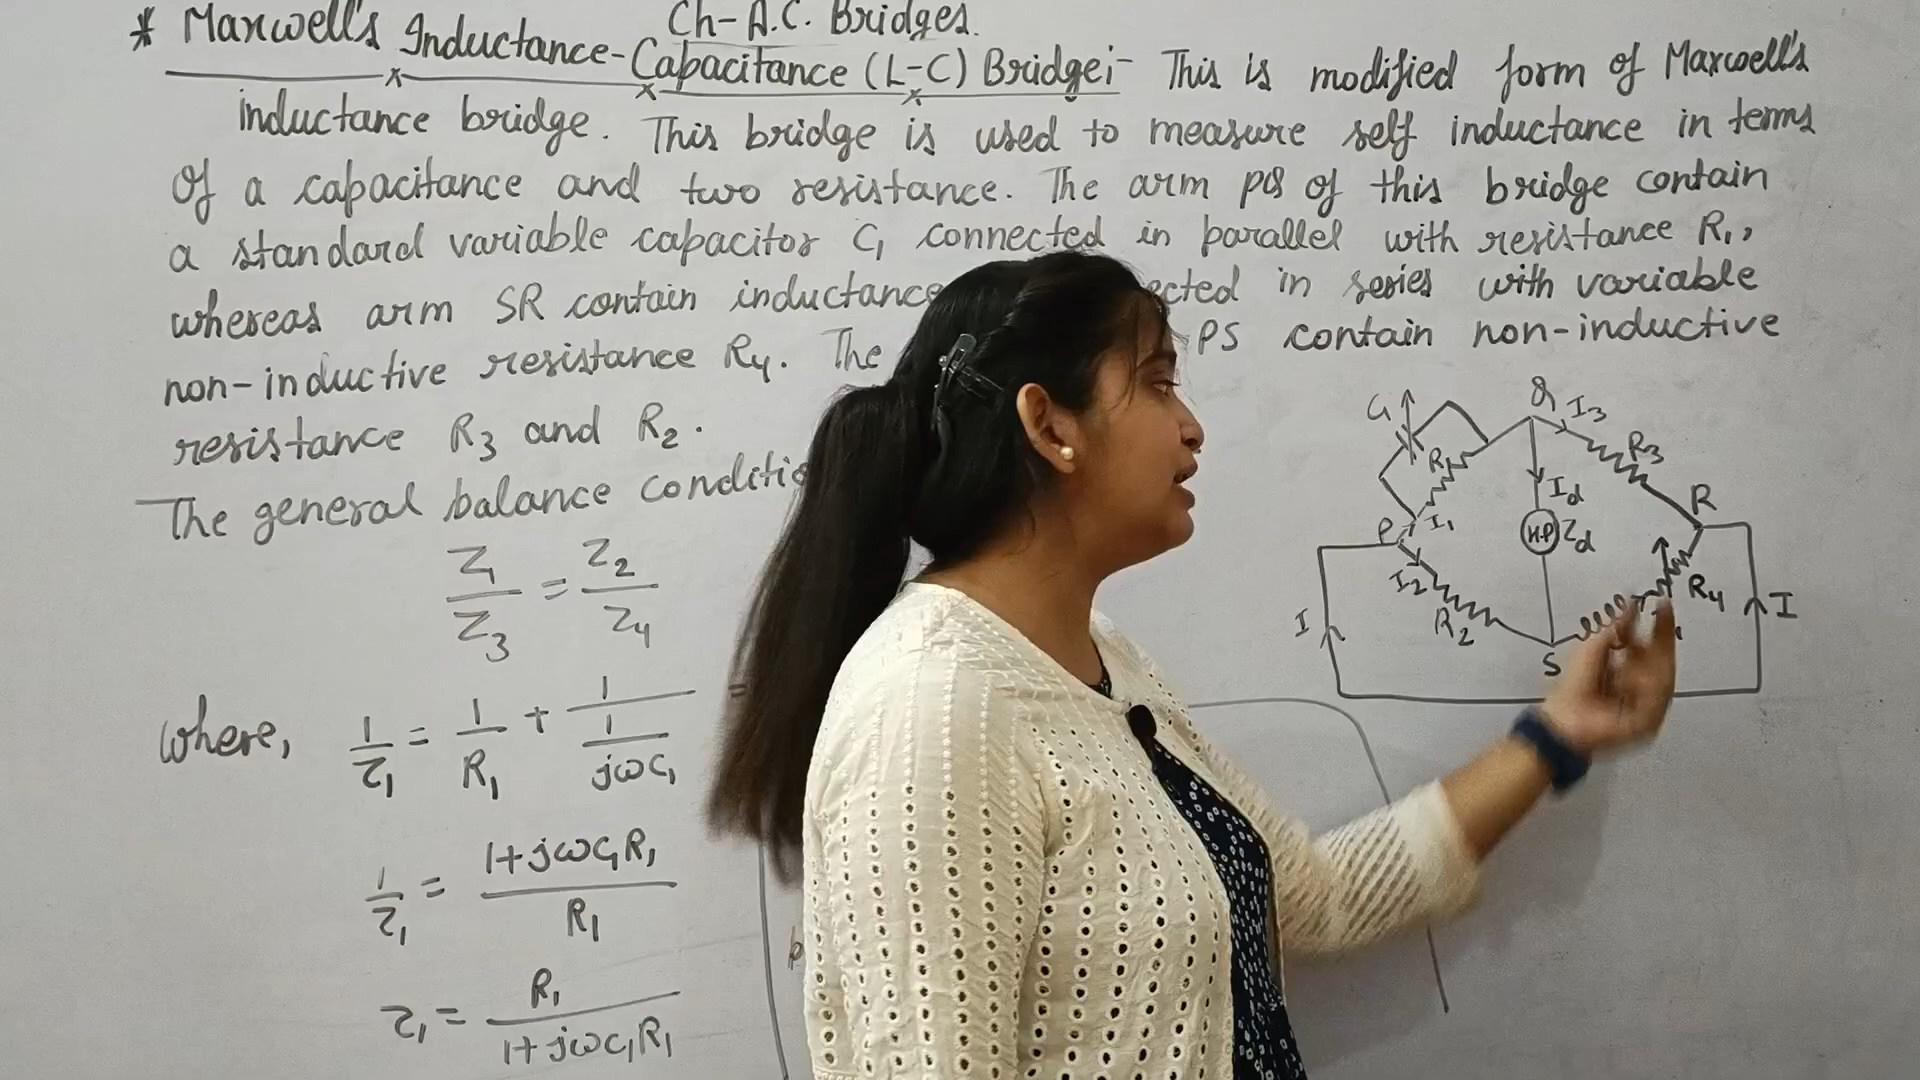 Ch-A.C. Bridges.
* Maxwell's Inductance-Capacitance (L-C) Bridge:- This is modified form of Maxwell's
inductance bridge. This bridge is used to measure self inductance in terms
of a capacitance and two resistance. The arm pQ of this bridge contain
a standard variable capacitor C1 connected in parallel with resistance R1,
whereas arm SR contain inductance ected in series with variable
non-inductive resistance R4. The PS contain non-inductive
resistance R3 and R2.
The general balance conditio
Z1/Z3 = Z2/Z4
where, 1/Z1 = 1/R1 + 1/(1/jωC1) =
1/Z1 = (1+jωC1R1)/R1
Z1 = R1/(1+jωC1R1)
C1
Q
I3
R3
R1
Id
R
P
I1
H.P
Zd
I2
R2
R4
I
I
S